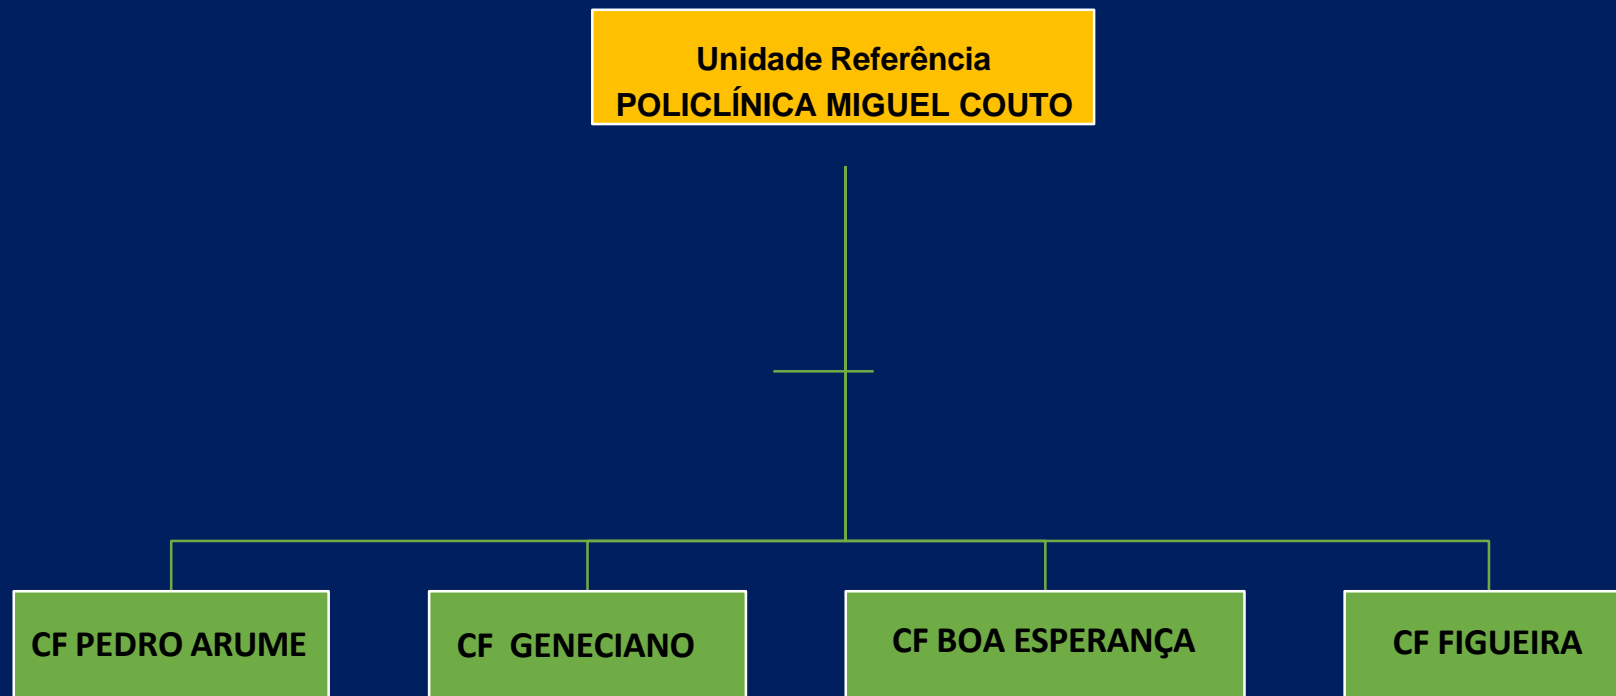 Unidade Referência
POLICLÍNICA MIGUEL COUTO
CF PEDRO ARUME
CF GENECIANO
CF BOA ESPERANÇA
CF FIGUEIRA